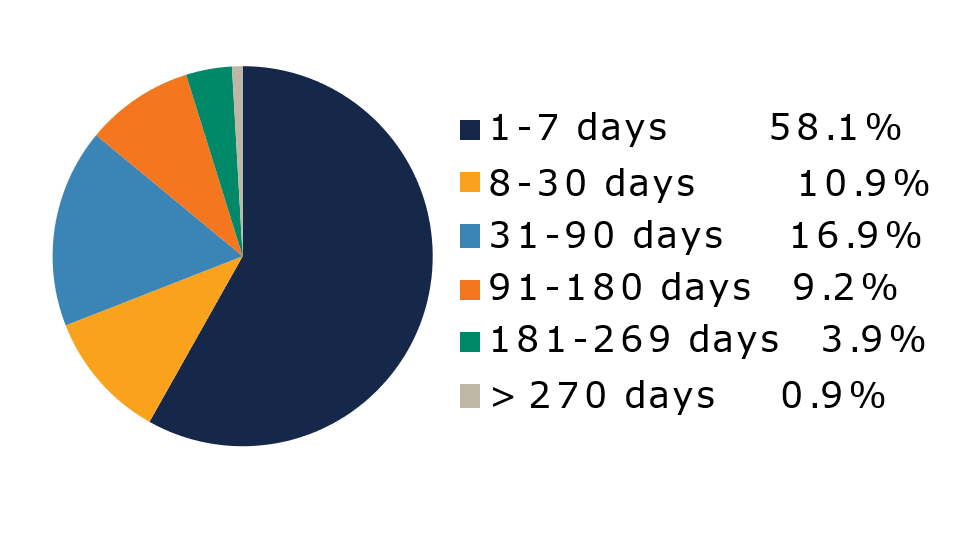 1-7 days 58.1%
8-30 days 10.9%
31-90 days 16.9%
91-180 days 9.2%
181-269 days 3.9%
> 270 days 0.9%